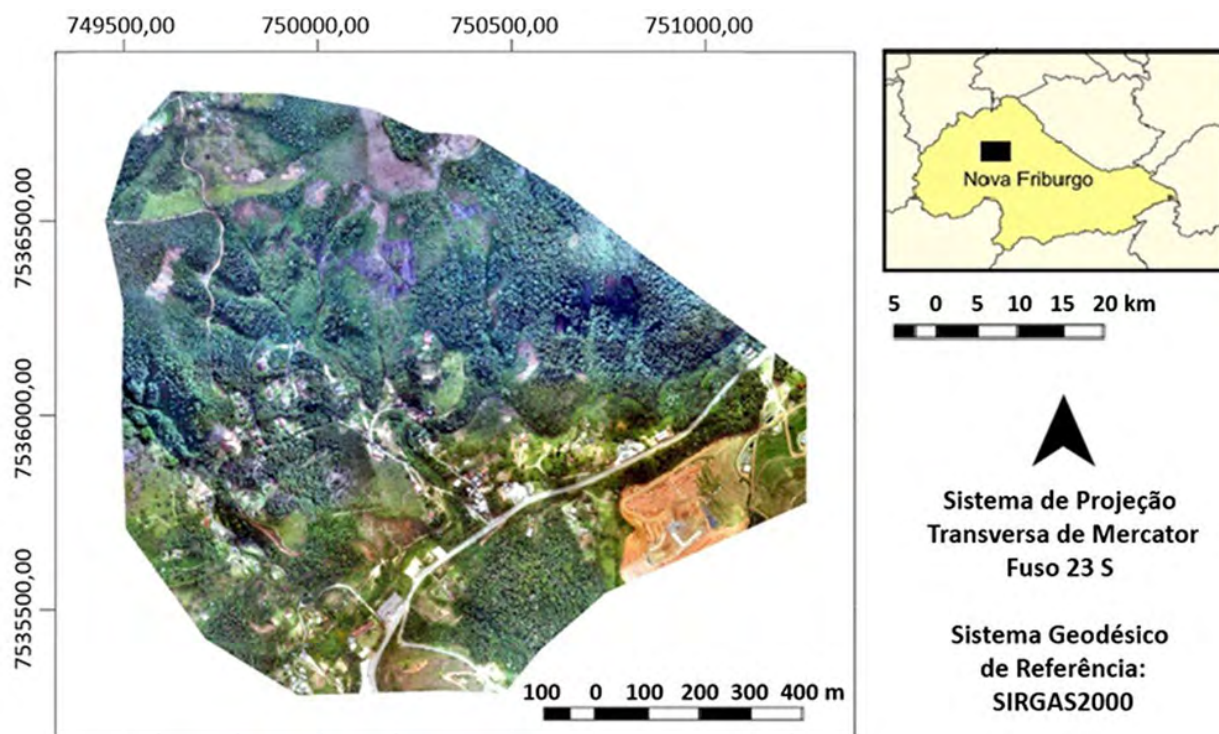 749500,00 750000,00 750500,00 751000,00
7536500,00
7536000,00
7535500,00
100 0 100 200 300 400 m
Nova Friburgo
5 0 5 10 15 20 km
Sistema de Projeção
Transversa de Mercator
Fuso 23 S
Sistema Geodésico
de Referência:
SIRGAS2000